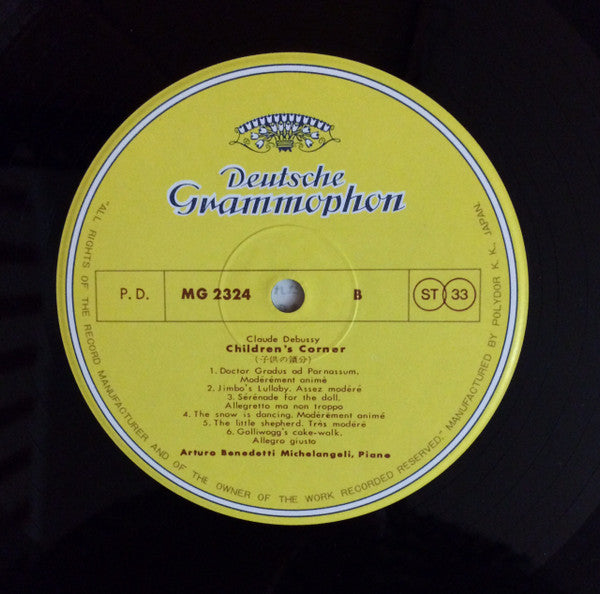 Deutsche
Grammophon
P. D. MG 2324 B ST 33
Claude Debussy
Children's Corner
(子供の領分)
1. Doctor Gradus ad Parnassum.
Modérément animé
2. Jimbo's Lullaby. Assez modéré
3. Sérénade for the doll.
Allegretto ma non troppo
4. The snow is dancing. Modérément animé
5. The little shepherd. Très modéré
6. Golliwogg's cake-walk.
Allegro giusto
Arturo Benedetti Michelangeli, Piano
"ALL RIGHTS OF THE RECORD MANUFACTURER AND OF THE OWNER OF THE WORK RECORDED RESERVED." MANUFACTURED BY POLYDOR K. K., JAPAN.